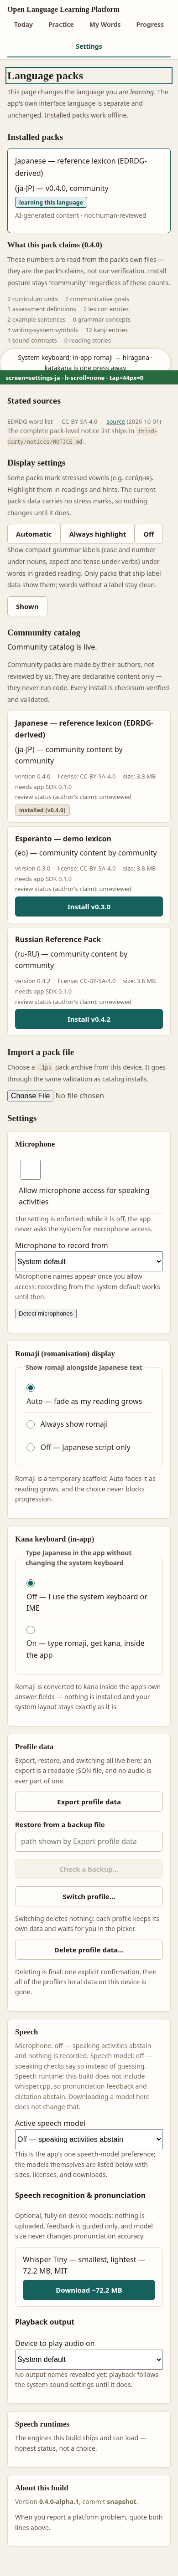 Open Language Learning Platform
Today Practice My Words Progress
Settings
Language packs
This page changes the language you are learning. The
app's own interface language is separate and
unchanged. Installed packs work offline.
Installed packs
Japanese — reference lexicon (EDRDG-
derived)
(ja-JP) — v0.4.0, community
learning this language
AI-generated content · not human-reviewed
What this pack claims (0.4.0)
These numbers are read from the pack's own files — they
are the pack's claims, not our verification. Import
posture stays "community" regardless of these counts.
2 curriculum units 2 communicative goals
1 assessment definitions 2 lexicon entries
2 example sentences 0 grammar concepts
4 writing-system symbols 12 kanji entries
1 sound contrasts 0 reading stories
System keyboard; in-app romaji → hiragana ·
katakana is one press away
screen=settings-ja · h-scroll=none · tap<44px=0
Stated sources
EDRDG word list — CC-BY-SA-4.0 — source (2026-10-01)
The complete pack-level notice list ships in third-
party/notices/NOTICE.md .
Display settings
Some packs mark stressed vowels (e.g. сего́дня).
Highlight them in readings and hints. The current
pack's data carries no stress marks, so nothing
changes until it does.
Automatic Always highlight Off
Show compact grammar labels (case and number
under nouns, aspect and tense under verbs) under
words in graded reading. Only packs that ship label
data show them; words without a label stay clean.
Shown
Community catalog
Community catalog is live.
Community packs are made by their authors, not
reviewed by us. They are declarative content only —
they never run code. Every install is checksum-verified
and validated.
Japanese — reference lexicon (EDRDG-
derived)
(ja-JP) — community content by
community
version 0.4.0 license: CC-BY-SA-4.0 size: 3.8 MB
needs app SDK 0.1.0
review status (author's claim): unreviewed
installed (v0.4.0)
Esperanto — demo lexicon
(eo) — community content by community
version 0.3.0 license: CC-BY-SA-4.0 size: 3.8 MB
needs app SDK 0.1.0
review status (author's claim): unreviewed
Install v0.3.0
Russian Reference Pack
(ru-RU) — community content by
community
version 0.4.2 license: CC-BY-SA-4.0 size: 3.8 MB
needs app SDK 0.1.0
review status (author's claim): unreviewed
Install v0.4.2
Import a pack file
Choose a .lpk pack archive from this device. It goes
through the same validation as catalog installs.
Choose File No file chosen
Settings
Microphone
Allow microphone access for speaking
activities
The setting is enforced: while it is off, the app
never asks the system for microphone access.
Microphone to record from
System default
Microphone names appear once you allow
access; recording from the system default works
until then.
Detect microphones
Romaji (romanisation) display
Show romaji alongside Japanese text
Auto — fade as my reading grows
Always show romaji
Off — Japanese script only
Romaji is a temporary scaffold: Auto fades it as
reading grows, and the choice never blocks
progression.
Kana keyboard (in-app)
Type Japanese in the app without
changing the system keyboard
Off — I use the system keyboard or
IME
On — type romaji, get kana, inside
the app
Romaji is converted to kana inside the app's own
answer fields — nothing is installed and your
system layout stays exactly as it is.
Profile data
Export, restore, and switching all live here; an
export is a readable JSON file, and no audio is
ever part of one.
Export profile data
Restore from a backup file
path shown by Export profile data
Check a backup…
Switch profile…
Switching deletes nothing: each profile keeps its
own data and waits for you in the picker.
Delete profile data…
Deleting is final: one explicit confirmation, then
all of the profile's local data on this device is
gone.
Speech
Microphone: off — speaking activities abstain
and nothing is recorded. Speech model: off —
speaking checks say so instead of guessing.
Speech runtime: this build does not include
whisper.cpp, so pronunciation feedback and
dictation abstain. Downloading a model here
does not change that.
Active speech model
Off — speaking activities abstain
This is the app's one speech-model preference;
the models themselves are listed below with
sizes, licenses, and downloads.
Speech recognition & pronunciation
Optional, fully on-device models: nothing is
uploaded, feedback is guided only, and model
size never changes pronunciation accuracy.
Whisper Tiny — smallest, lightest —
72.2 MB, MIT
Download ~72.2 MB
Playback output
Device to play audio on
System default
No output names revealed yet: playback follows
the system sound settings until it does.
Speech runtimes
The engines this build ships and can load —
honest status, not a choice.
About this build
Version 0.4.0-alpha.1, commit snapshot.
When you report a platform problem, quote both
lines above.